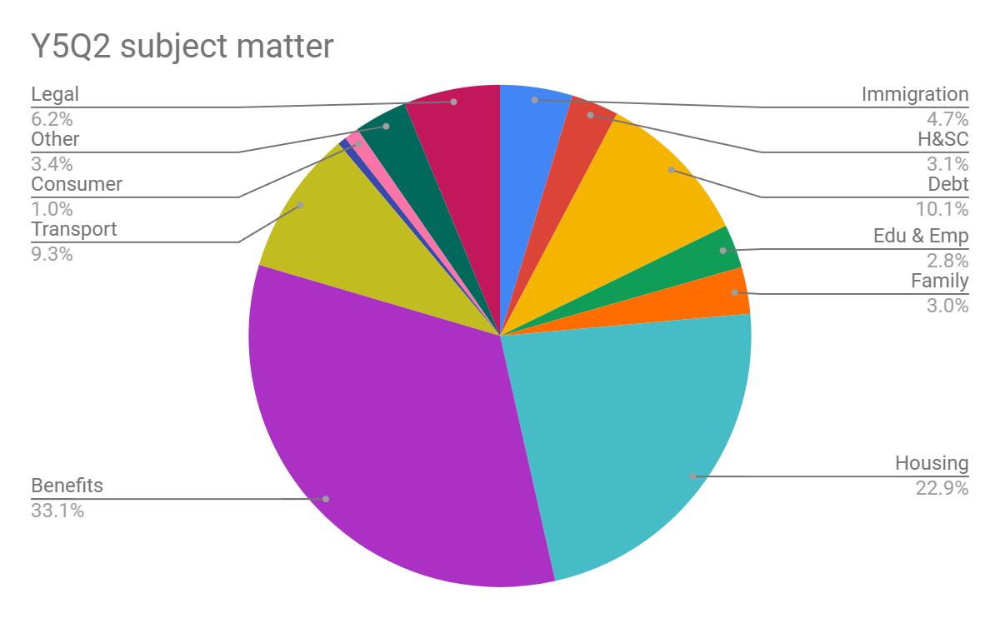 Y5Q2 subject matter
Legal
6.2%
Other
3.4%
Consumer
1.0%
Transport
9.3%
Benefits
33.1%
Immigration
4.7%
H&SC
3.1%
Debt
10.1%
Edu & Emp
2.8%
Family
3.0%
Housing
22.9%